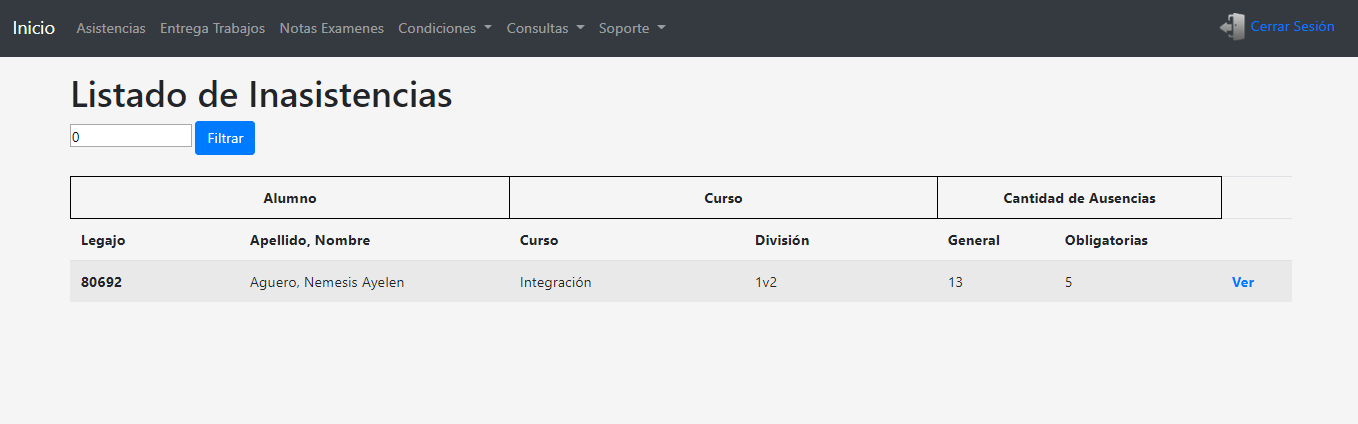 Inicio Asistencias Entrega Trabajos Notas Examenes Condiciones Consultas Soporte Cerrar Sesión
Listado de Inasistencias
0 Filtrar
Alumno Curso Cantidad de Ausencias
Legajo Apellido, Nombre Curso División General Obligatorias
80692 Aguero, Nemesis Ayelen Integración 1v2 13 5 Ver